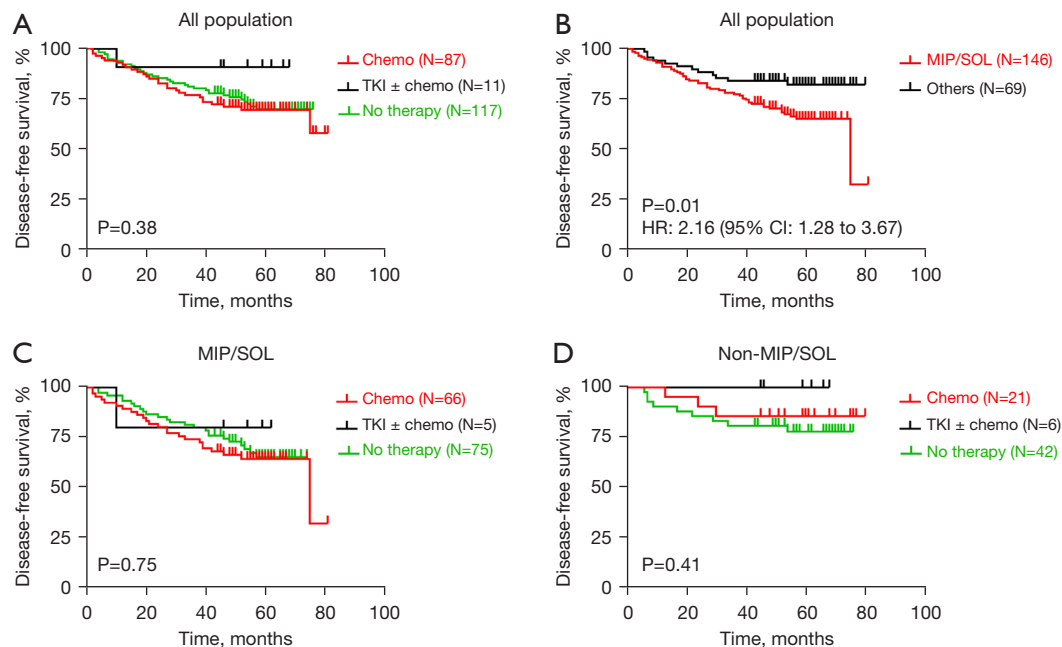 A
All population
Disease-free survival, %
100
75
50
25
0
Chemo (N=87)
TKI ± chemo (N=11)
No therapy (N=117)
P=0.38
0 20 40 60 80 100
Time, months
B
All population
Disease-free survival, %
100
75
50
25
0
MIP/SOL (N=146)
Others (N=69)
P=0.01
HR: 2.16 (95% CI: 1.28 to 3.67)
0 20 40 60 80 100
Time, months
C
MIP/SOL
Disease-free survival, %
100
75
50
25
0
Chemo (N=66)
TKI ± chemo (N=5)
No therapy (N=75)
P=0.75
0 20 40 60 80 100
Time, months
D
Non-MIP/SOL
Disease-free survival, %
100
75
50
25
0
Chemo (N=21)
TKI ± chemo (N=6)
No therapy (N=42)
P=0.41
0 20 40 60 80 100
Time, months